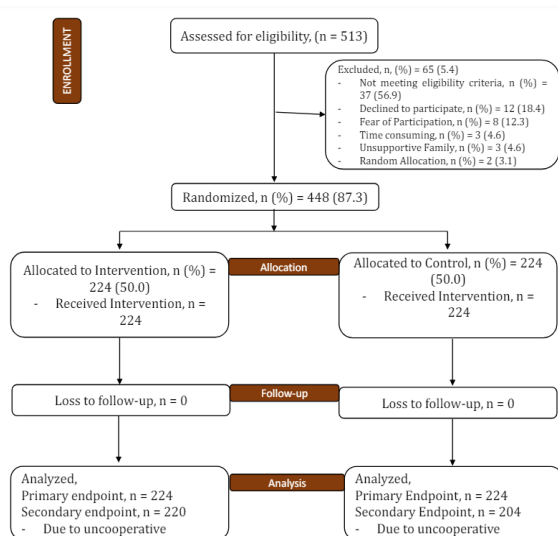 ENROLLMENT
Assessed for eligibility, (n = 513)
Excluded, n, (%) = 65 (5.4)
- Not meeting eligibility criteria, n (%) =
37 (56.9)
- Declined to participate, n (%) = 12 (18.4)
- Fear of Participation, n (%) = 8 (12.3)
- Time consuming, n (%) = 3 (4.6)
- Unsupportive Family, n (%) = 3 (4.6)
- Random Allocation, n (%) = 2 (3.1)
Randomized, n (%) = 448 (87.3)
Allocated to Intervention, n (%) =
224 (50.0)
- Received Intervention, n =
224
Allocation
Allocated to Control, n (%) = 224
(50.0)
- Received Intervention, n =
224
Loss to follow-up, n = 0
Follow-up
Loss to follow-up, n = 0
Analyzed,
Primary endpoint, n = 224
Secondary endpoint, n = 220
- Due to uncooperative
Analysis
Analyzed,
Primary Endpoint, n = 224
Secondary Endpoint, n = 204
- Due to uncooperative